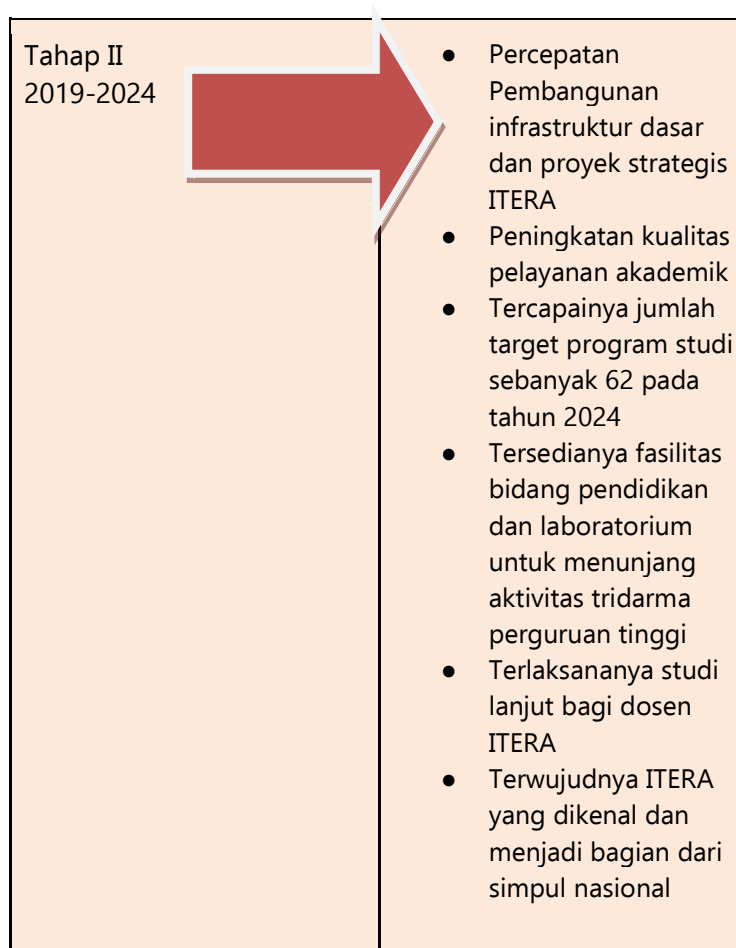 Tahap II
2019-2024
● Percepatan
Pembangunan
infrastruktur dasar
dan proyek strategis
ITERA
● Peningkatan kualitas
pelayanan akademik
● Tercapainya jumlah
target program studi
sebanyak 62 pada
tahun 2024
● Tersedianya fasilitas
bidang pendidikan
dan laboratorium
untuk menunjang
aktivitas tridarma
perguruan tinggi
● Terlaksananya studi
lanjut bagi dosen
ITERA
● Terwujudnya ITERA
yang dikenal dan
menjadi bagian dari
simpul nasional